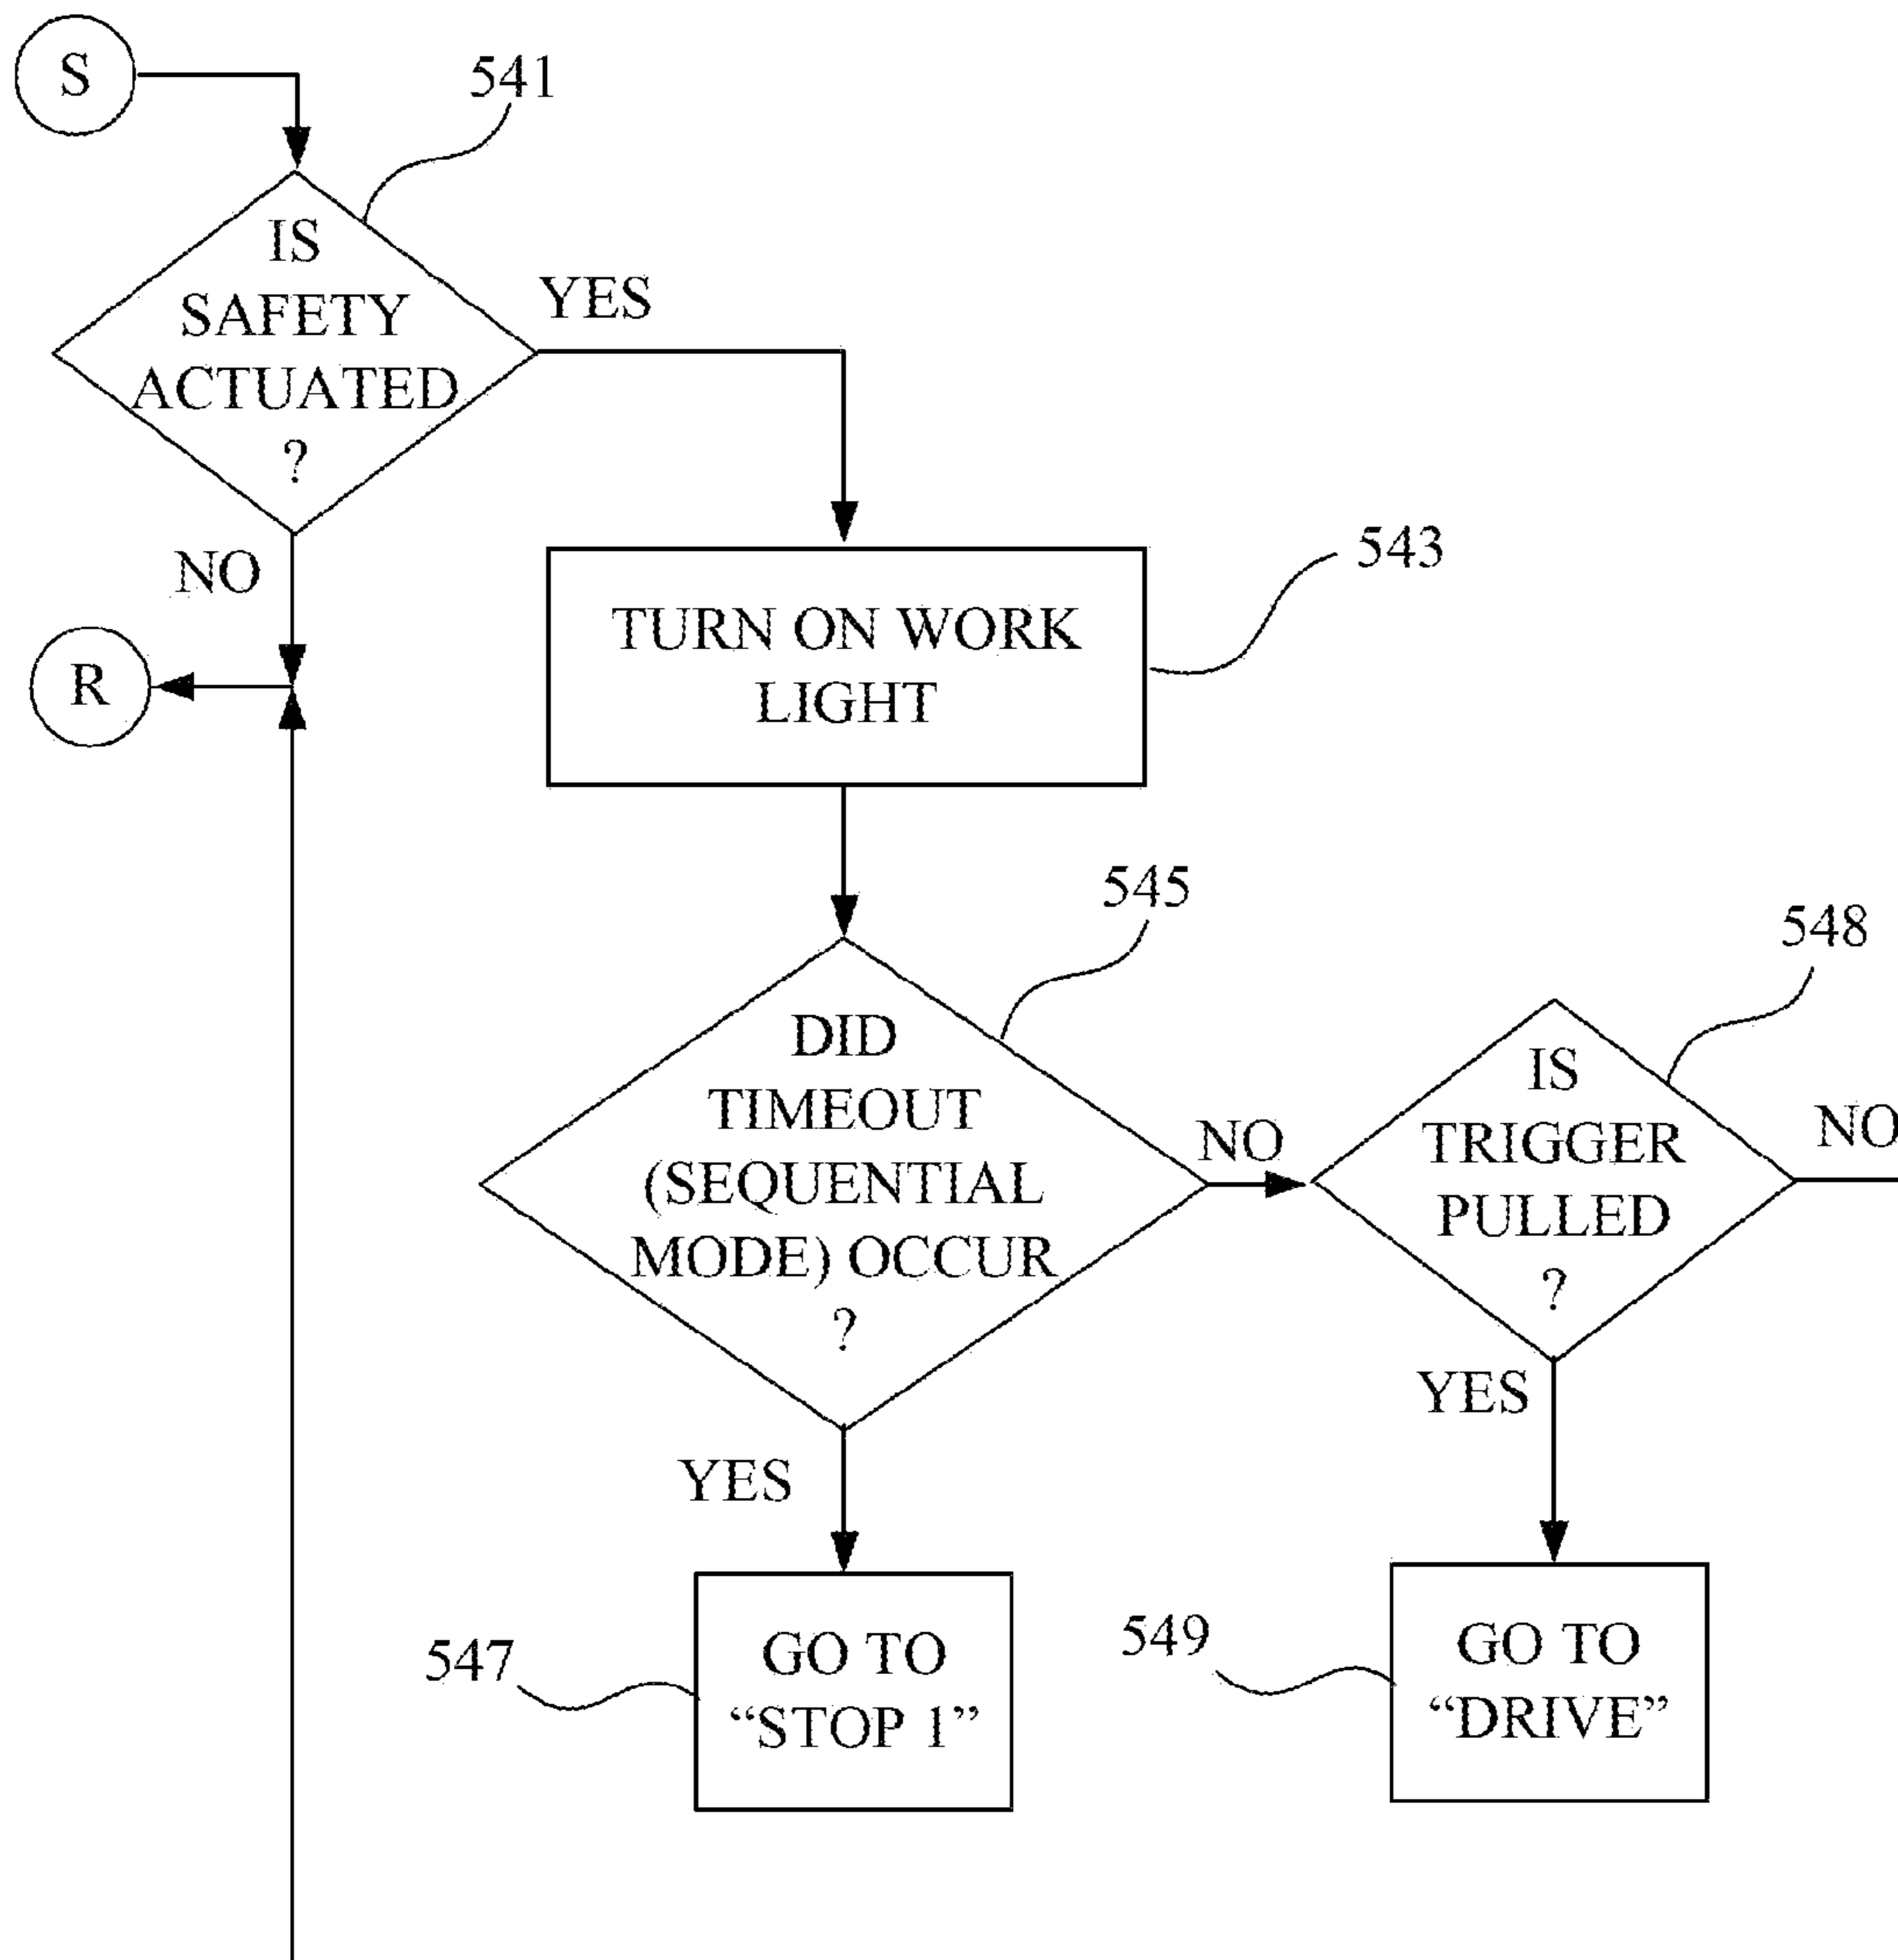 S
541
IS
SAFETY
ACTUATED
?
YES
NO
R
TURN ON WORK
LIGHT
543
545
DID
TIMEOUT
(SEQUENTIAL
MODE) OCCUR
?
NO
YES
548
IS
TRIGGER
PULLED
?
NO
YES
547
GO TO
“STOP 1”
549
GO TO
“DRIVE”